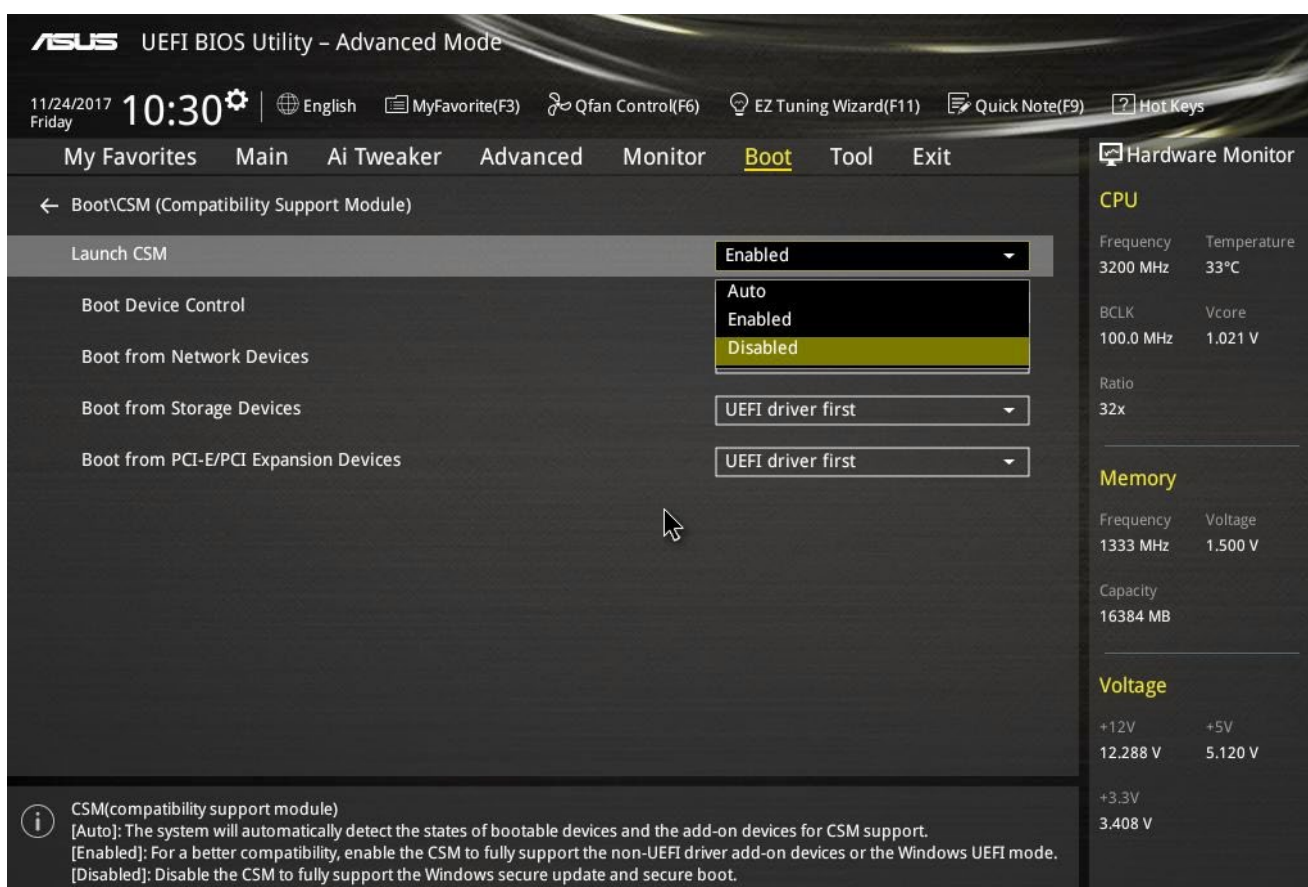 ASUS UEFI BIOS Utility – Advanced Mode
11/24/2017
Friday
10:30
English MyFavorite(F3) Qfan Control(F6) EZ Tuning Wizard(F11) Quick Note(F9) ? Hot Keys
My Favorites Main Ai Tweaker Advanced Monitor Boot Tool Exit
Boot\CSM (Compatibility Support Module)
Launch CSM Enabled
Auto
Enabled
Disabled
Boot Device Control
Boot from Network Devices
Boot from Storage Devices UEFI driver first
Boot from PCI-E/PCI Expansion Devices UEFI driver first
Hardware Monitor
CPU
Frequency Temperature
3200 MHz 33°C
BCLK Vcore
100.0 MHz 1.021 V
Ratio
32x
Memory
Frequency Voltage
1333 MHz 1.500 V
Capacity
16384 MB
Voltage
+12V +5V
12.288 V 5.120 V
+3.3V
3.408 V
CSM(compatibility support module)
[Auto]: The system will automatically detect the states of bootable devices and the add-on devices for CSM support.
[Enabled]: For a better compatibility, enable the CSM to fully support the non-UEFI driver add-on devices or the Windows UEFI mode.
[Disabled]: Disable the CSM to fully support the Windows secure update and secure boot.